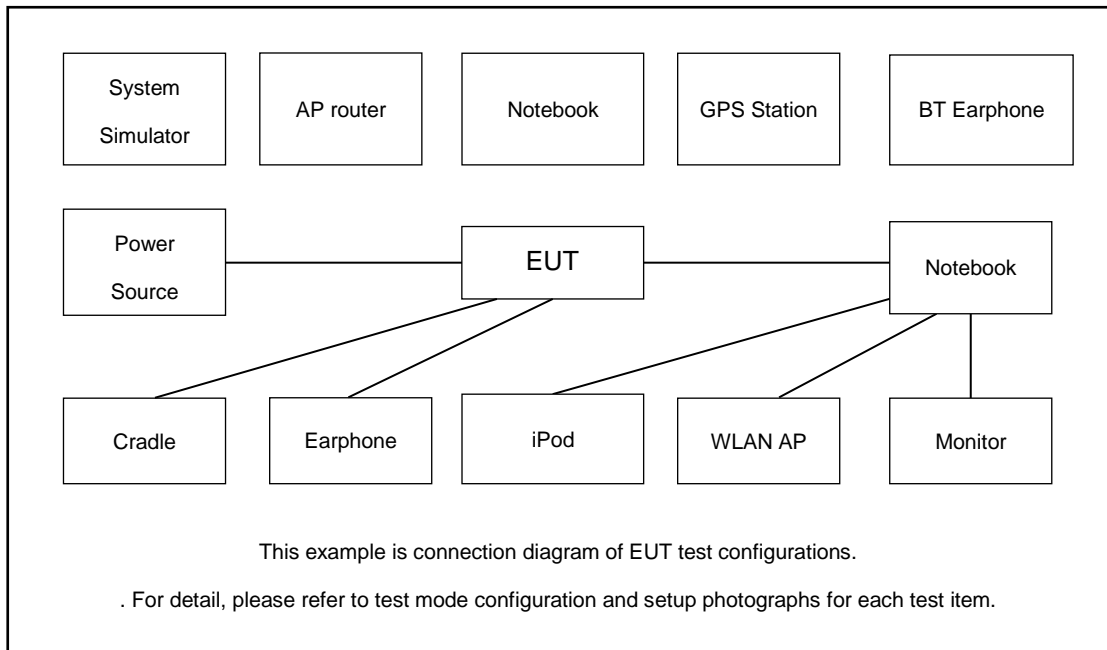 System
Simulator
AP router
Notebook
GPS Station
BT Earphone
Power
Source
EUT
Notebook
Cradle
Earphone
iPod
WLAN AP
Monitor
This example is connection diagram of EUT test configurations.
. For detail, please refer to test mode configuration and setup photographs for each test item.